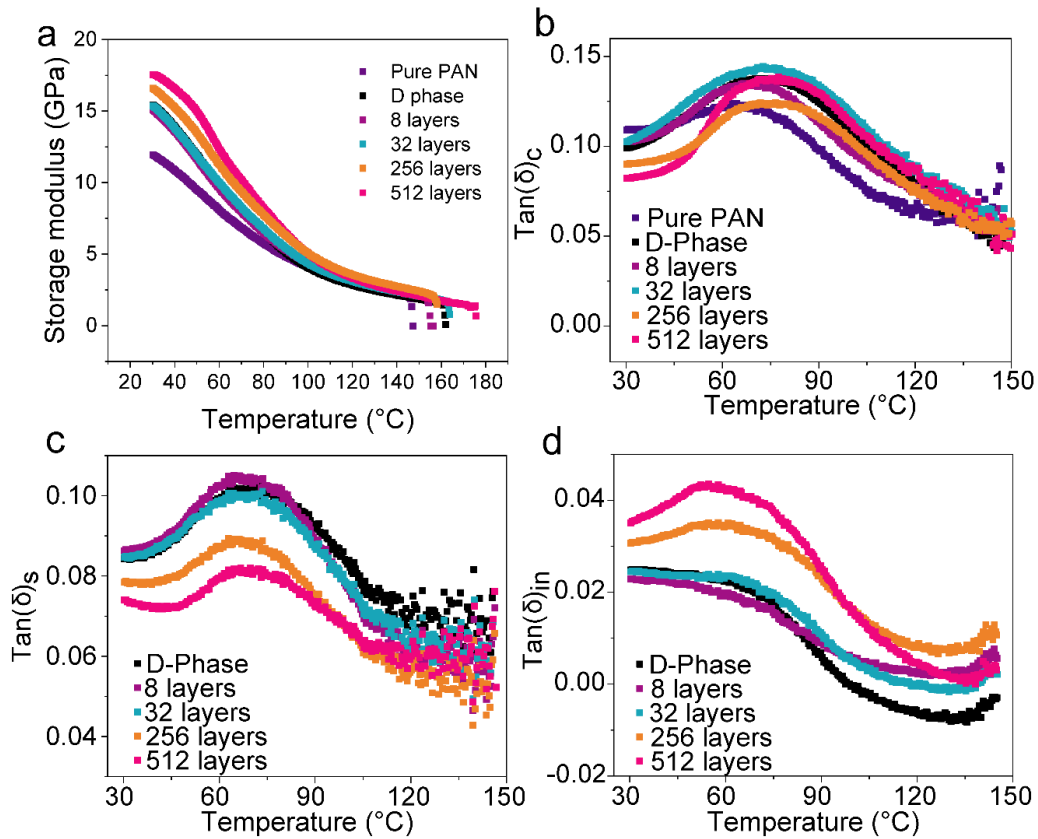 a
Storage modulus (GPa)
20
15
10
5
0
20 40 60 80 100 120 140 160 180
Temperature (°C)
Pure PAN
D phase
8 layers
32 layers
256 layers
512 layers
b
Tan(δ)c
0.15
0.10
0.05
0.00
30 60 90 120 150
Temperature (°C)
Pure PAN
D-Phase
8 layers
32 layers
256 layers
512 layers
c
Tan(δ)s
0.10
0.08
0.06
0.04
30 60 90 120 150
Temperature (°C)
D-Phase
8 layers
32 layers
256 layers
512 layers
d
Tan(δ)in
0.04
0.02
0.00
-0.02
30 60 90 120 150
Temperature (°C)
D-Phase
8 layers
32 layers
256 layers
512 layers